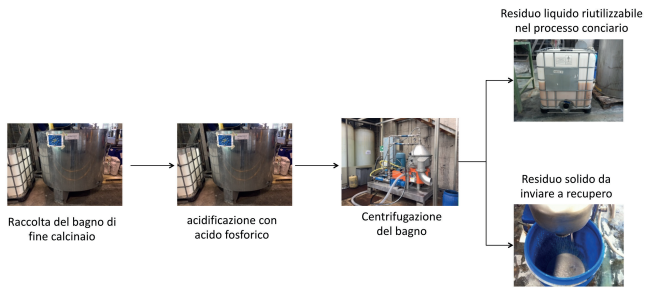 Residuo liquido riutilizzabile
nel processo conciario
Raccolta del bagno di
fine calcinaio
acidificazione con
acido fosforico
Centrifugazione
del bagno
Residuo solido da
inviare a recupero